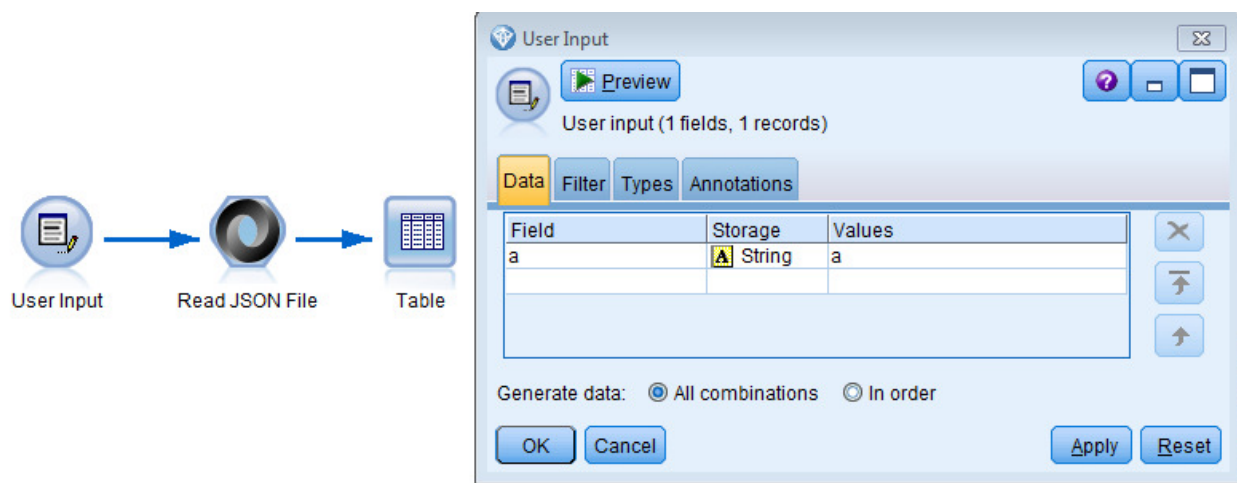 User Input
Read JSON File
Table
User Input
Preview
User input (1 fields, 1 records)
Data Filter Types Annotations
Field Storage Values
a A String a
Generate data: All combinations In order
OK Cancel Apply Reset